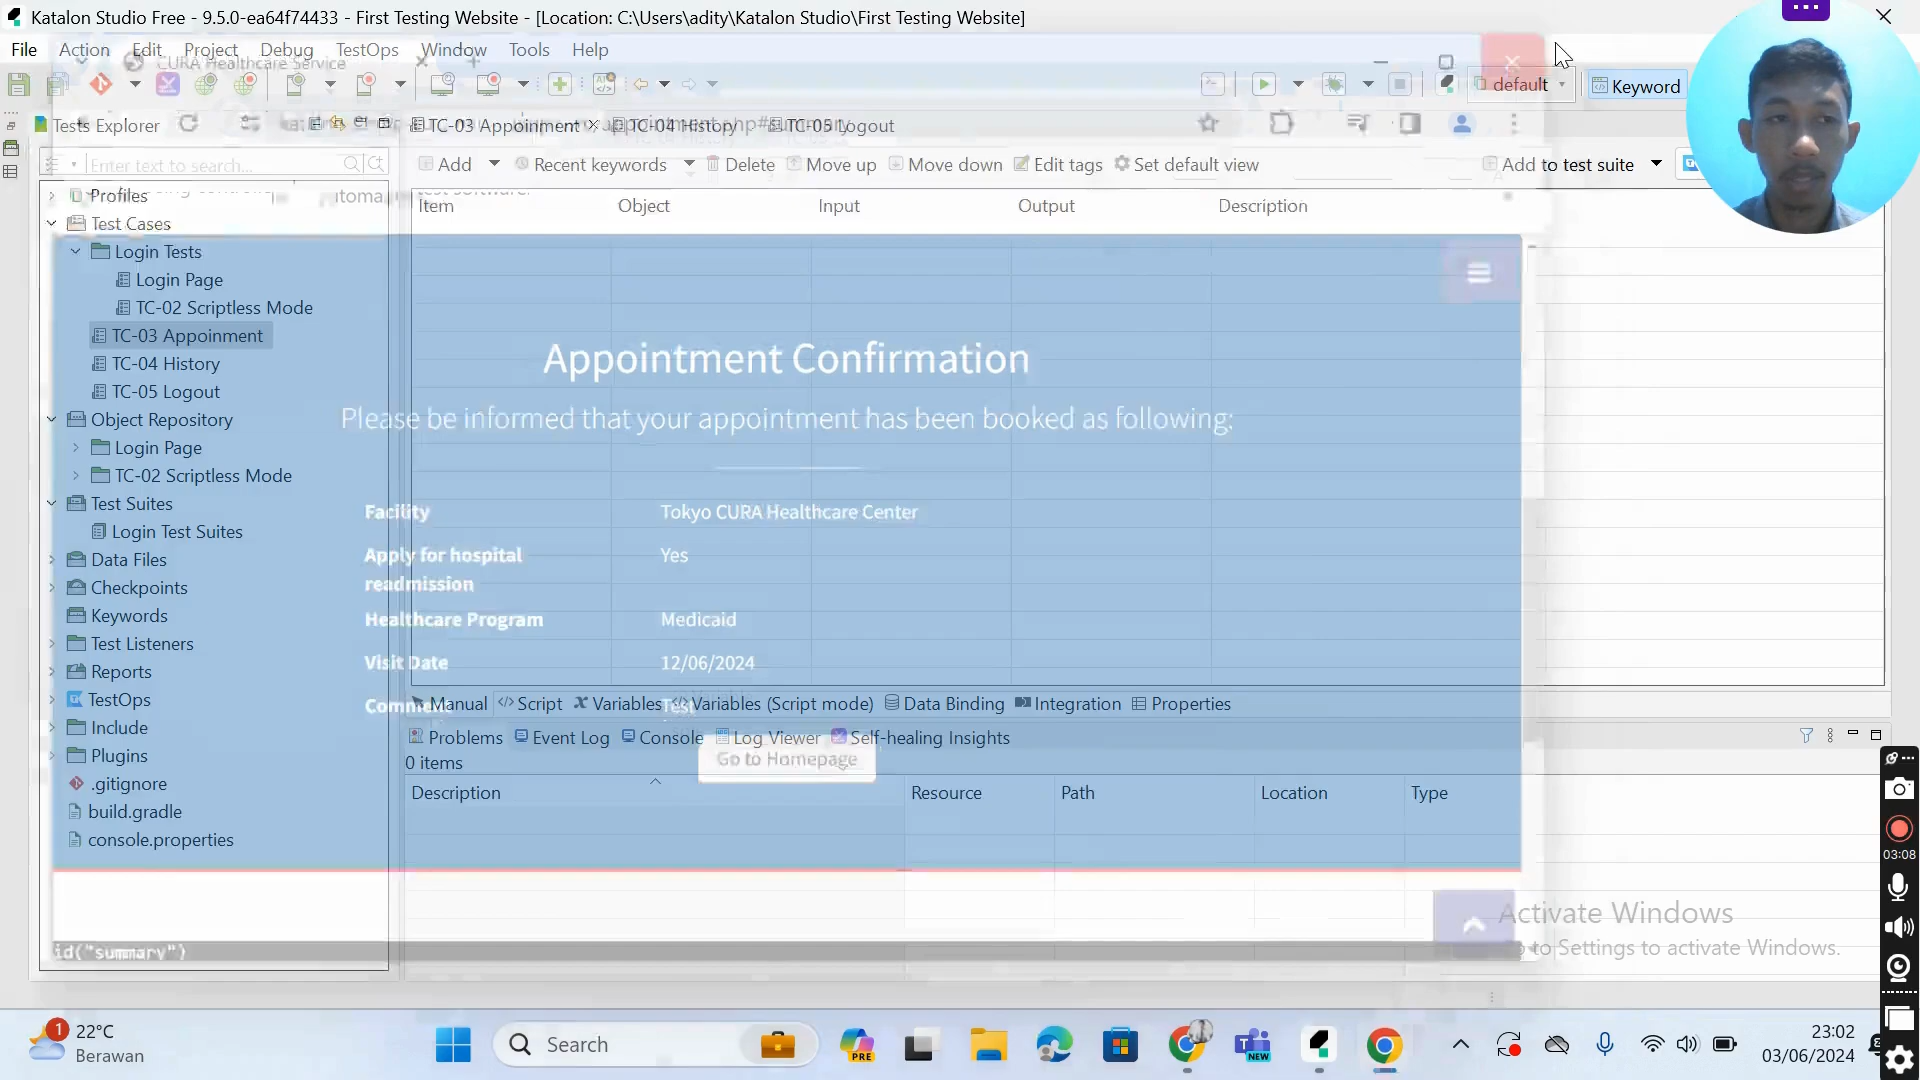 Katalon Studio Free - 9.5.0-ea64f74433 - First Testing Website - [Location: C:\Users\adity\Katalon Studio\First Testing Website]
File Action Edit Project Debug TestOps Window Tools Help
CURA Healthcare Service
default
Keyword
Tests Explorer
TC-03 Appoinment
TC-04 History
TC-05 Logout
Enter text to search...
Add
Recent keywords
Delete
Move up
Move down
Edit tags
Set default view
Add to test suite
test software.
Item
Object
Input
Output
Description
Profiles
Test Cases
Login Tests
Login Page
TC-02 Scriptless Mode
TC-03 Appoinment
TC-04 History
TC-05 Logout
Object Repository
Login Page
TC-02 Scriptless Mode
Test Suites
Login Test Suites
Data Files
Checkpoints
Keywords
Test Listeners
Reports
TestOps
Include
Plugins
.gitignore
build.gradle
console.properties
Appointment Confirmation
Please be informed that your appointment has been booked as following:
Facility
Tokyo CURA Healthcare Center
Apply for hospital
readmission
Yes
Healthcare Program
Medicaid
Visit Date
12/06/2024
Comment
Test
Go to Homepage
Manual
Script
Variables
Variables (Script mode)
Data Binding
Integration
Properties
Problems
Event Log
Console
Log Viewer
Self-healing Insights
0 items
Description
Resource
Path
Location
Type
id("summary")
Activate Windows
Go to Settings to activate Windows.
03:08
1
22°C
Berawan
Search
PRE
NEW
23:02
03/06/2024